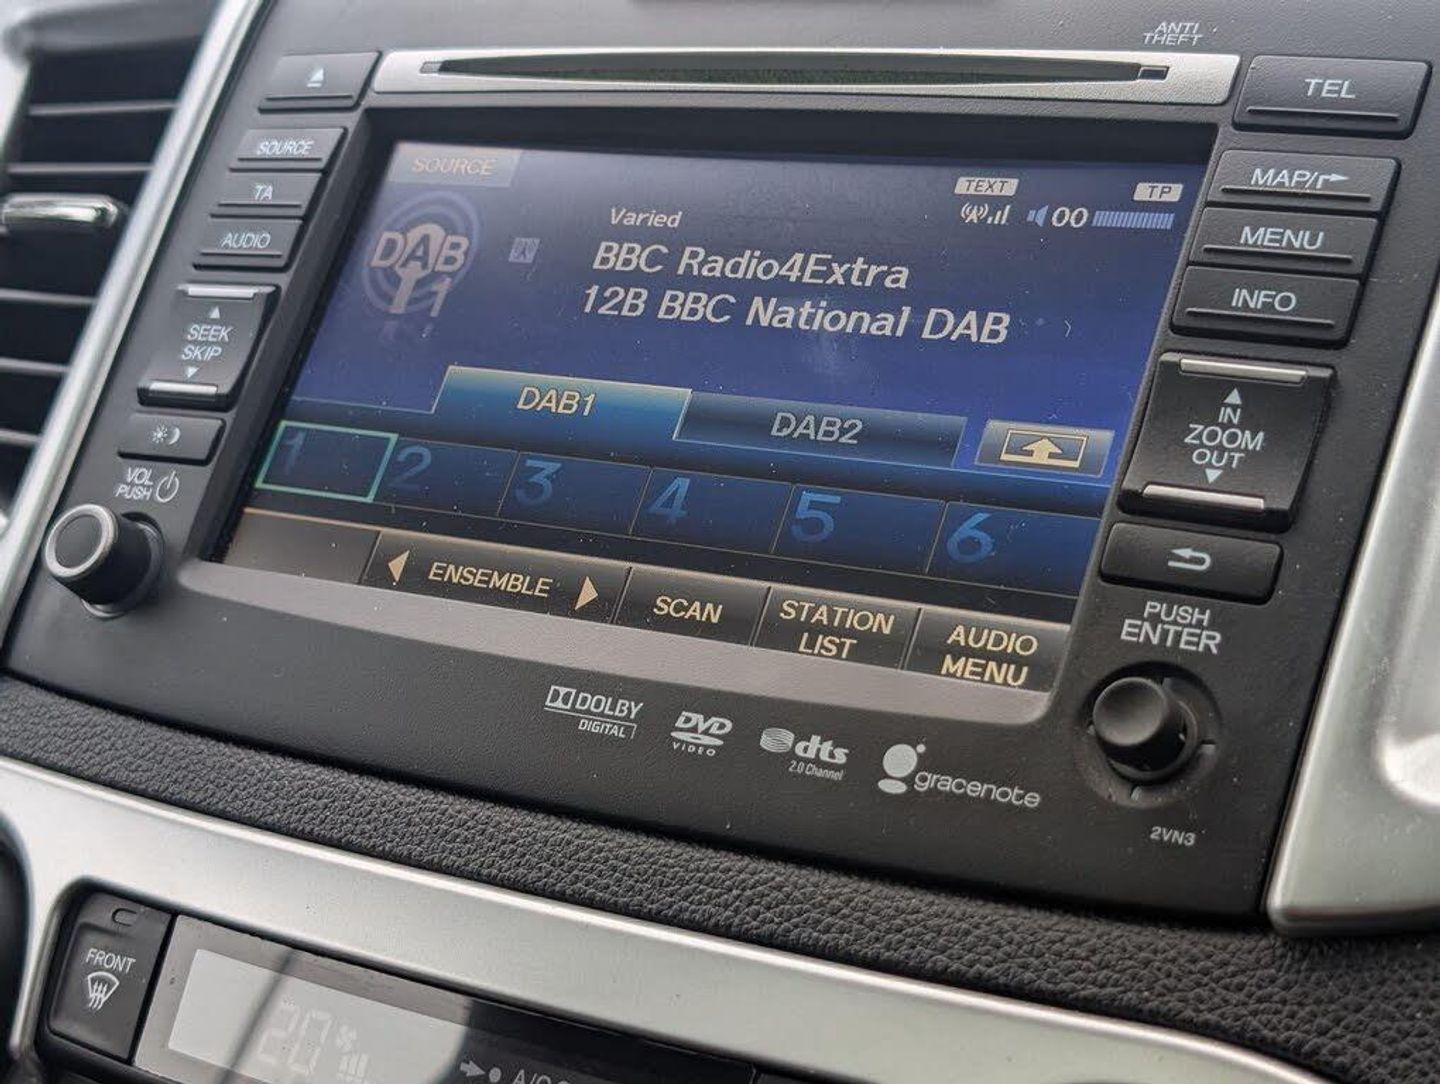 ANTI
THEFT
TEL
SOURCE
TA
AUDIO
SEEK
SKIP
VOL
PUSH
SOURCE
DAB
1
TEXT
TP
00
Varied
BBC Radio4Extra
12B BBC National DAB
DAB1
DAB2
1
2
3
4
5
6
ENSEMBLE
SCAN
STATION
LIST
AUDIO
MENU
MAP/
MENU
INFO
IN
ZOOM
OUT
PUSH
ENTER
DOLBY
DIGITAL
DVD
VIDEO
dts
2.0 Channel
gracenote
2VN3
FRONT
20